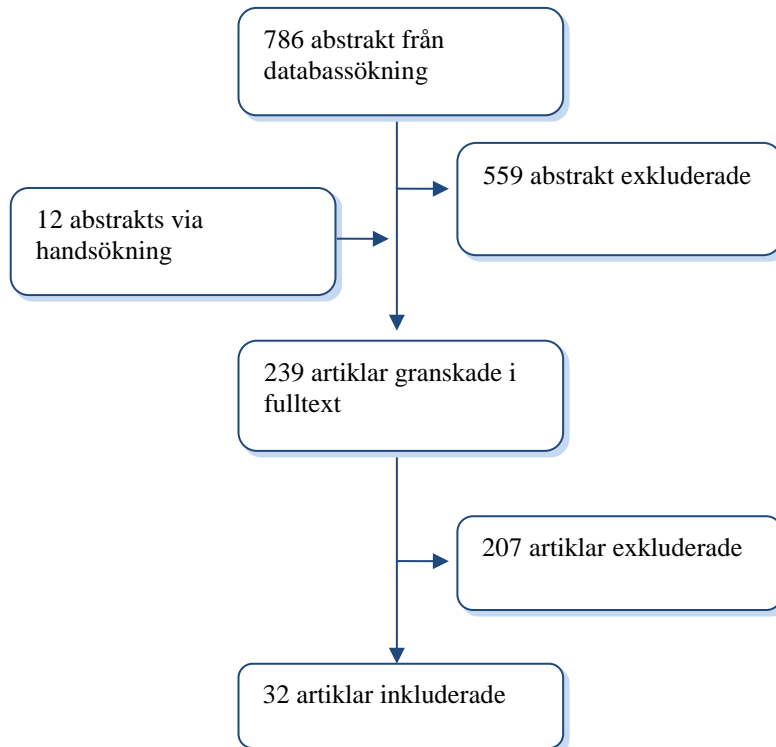 786 abstrakt från
databassökning
559 abstrakt exkluderade
12 abstrakts via
handsökning
239 artiklar granskade i
fulltext
207 artiklar exkluderade
32 artiklar inkluderade